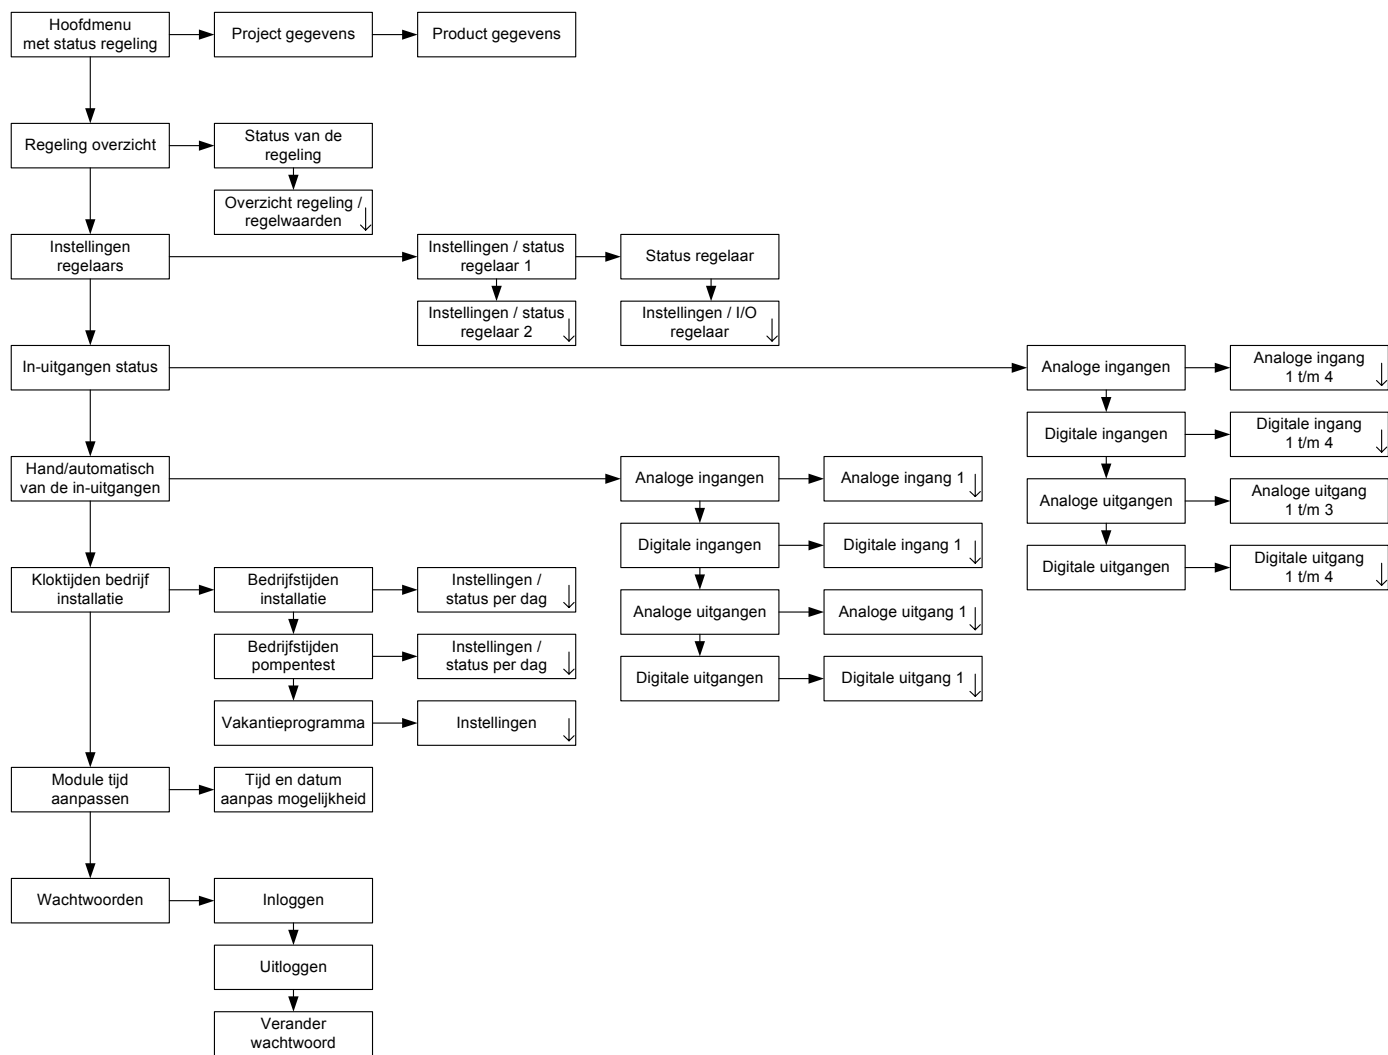 Hoofdmenu
met status regeling
Project gegevens
Product gegevens
Regeling overzicht
Status van de
regeling
Overzicht regeling /
regelwaarden
Instellingen
regelaars
Instellingen / status
regelaar 1
Status regelaar
Instellingen / status
regelaar 2
Instellingen / I/O
regelaar
In-uitgangen status
Analoge ingangen
Analoge ingang
1 t/m 4
Digitale ingangen
Digitale ingang
1 t/m 4
Analoge uitgangen
Analoge uitgang
1 t/m 3
Digitale uitgangen
Digitale uitgang
1 t/m 4
Hand/automatisch
van de in-uitgangen
Analoge ingangen
Analoge ingang 1
Digitale ingangen
Digitale ingang 1
Analoge uitgangen
Analoge uitgang 1
Digitale uitgangen
Digitale uitgang 1
Kloktijden bedrijf
installatie
Bedrijfstijden
installatie
Instellingen /
status per dag
Bedrijfstijden
pompentest
Instellingen /
status per dag
Vakantieprogramma
Instellingen
Module tijd
aanpassen
Tijd en datum
aanpas mogelijkheid
Wachtwoorden
Inloggen
Uitloggen
Verander
wachtwoord